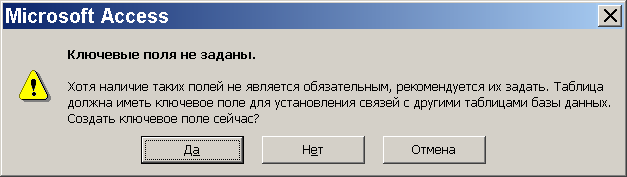 Microsoft Access
Ключевые поля не заданы.
Хотя наличие таких полей не является обязательным, рекомендуется их задать. Таблица
должна иметь ключевое поле для установления связей с другими таблицами базы данных.
Создать ключевое поле сейчас?
Да Нет Отмена